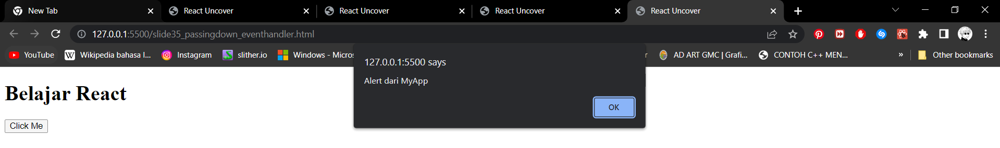 New Tab
React Uncover
React Uncover
React Uncover
React Uncover
127.0.0.1:5500/slide35_passingdown_eventhandler.html
YouTube
Wikipedia bahasa I...
Instagram
slither.io
Windows - Micros
r
AD ART GMC | Grafi...
CONTOH C++ MEN...
»
Other bookmarks
127.0.0.1:5500 says
Alert dari MyApp
OK
Belajar React
Click Me